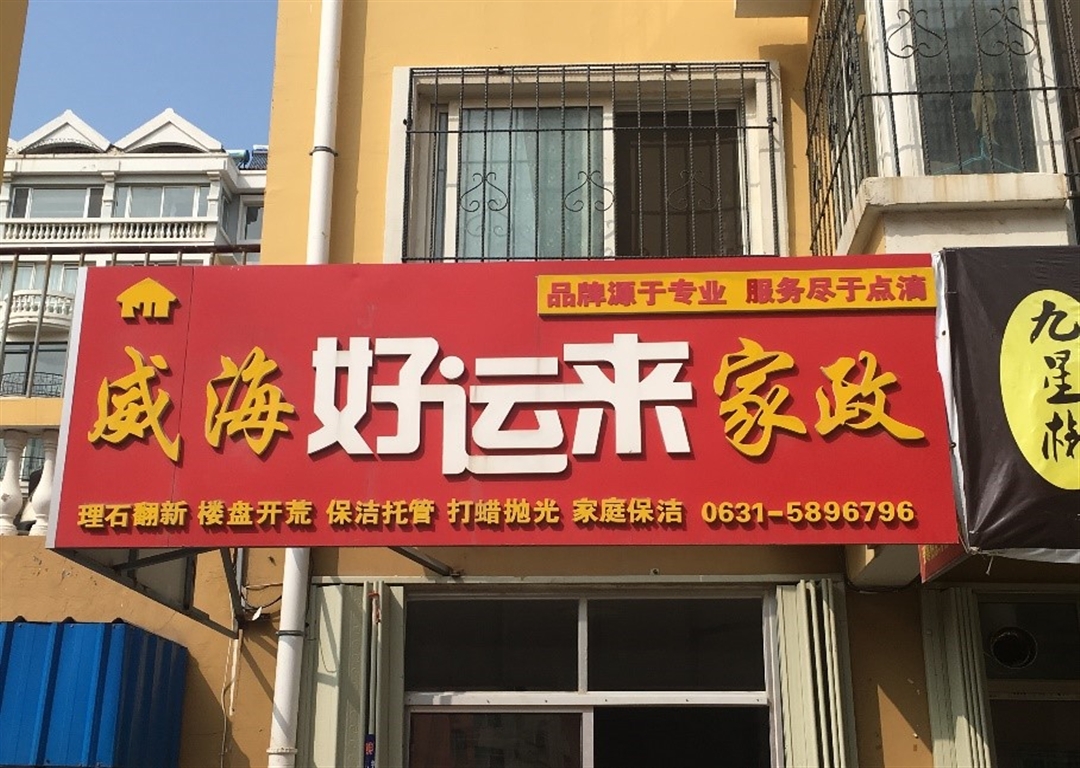 品牌源于专业 服务尽于点滴
威海好运来家政
理石翻新 楼盘开荒 保洁托管 打蜡抛光 家庭保洁 0631-5896796
九星